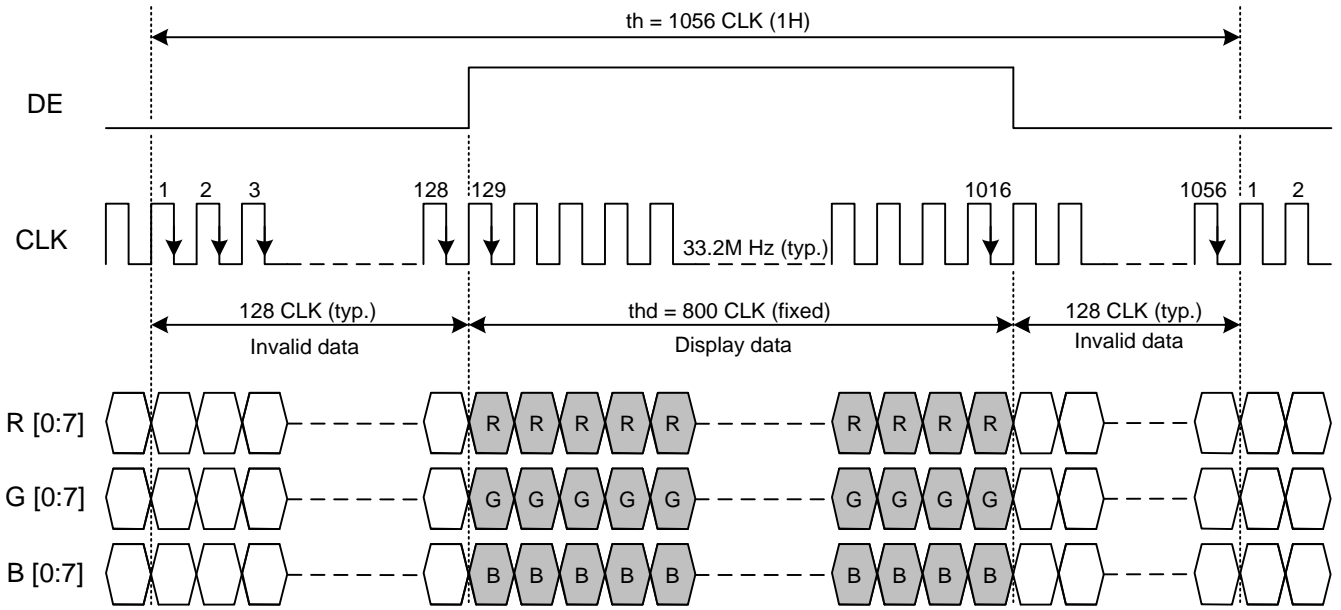 th = 1056 CLK (1H)
DE
1 2 3 128 129 1016 1056 1 2
CLK
33.2M Hz (typ.)
128 CLK (typ.) thd = 800 CLK (fixed) 128 CLK (typ.)
Invalid data Display data Invalid data
R [0:7] R R R R R R R R R
G [0:7] G G G G G G G G G
B [0:7] B B B B B B B B B